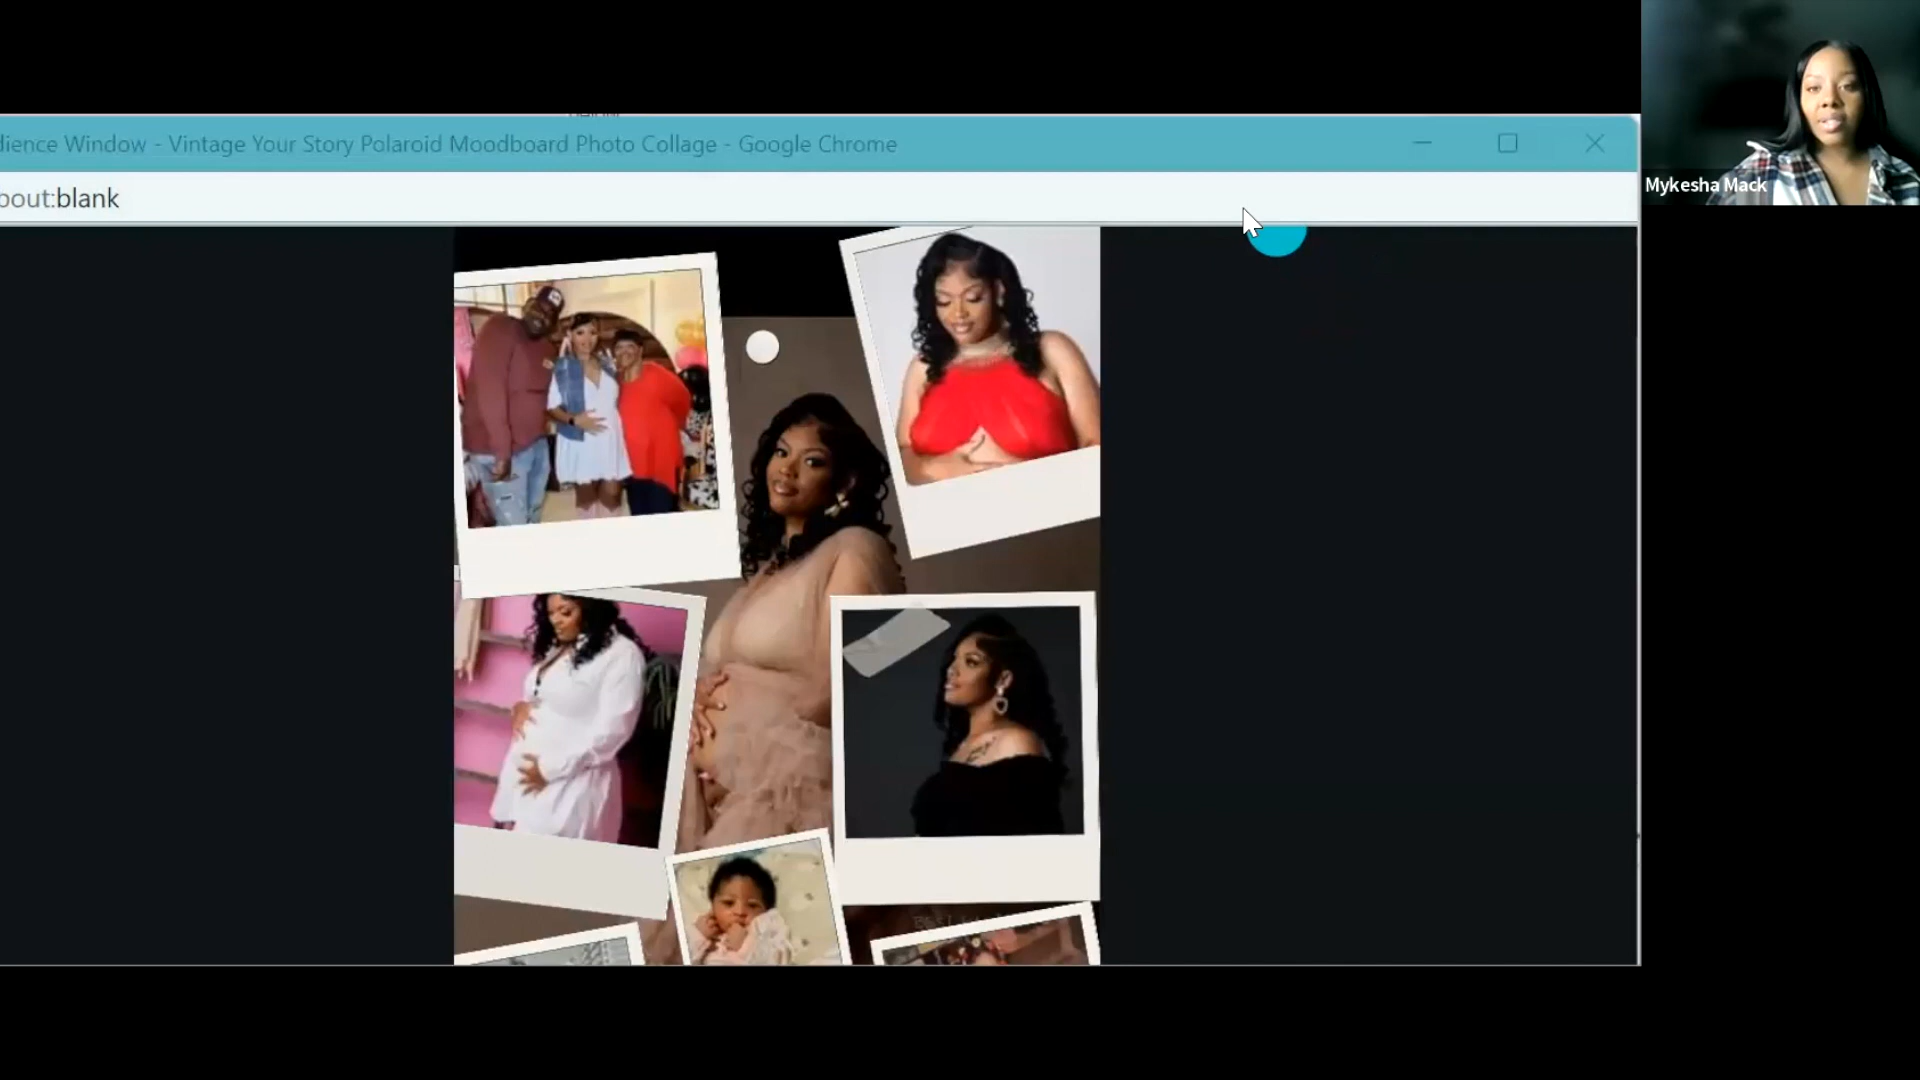 dience Window - Vintage Your Story Polaroid Moodboard Photo Collage - Google Chrome
bout:blank
Mykesha Mack